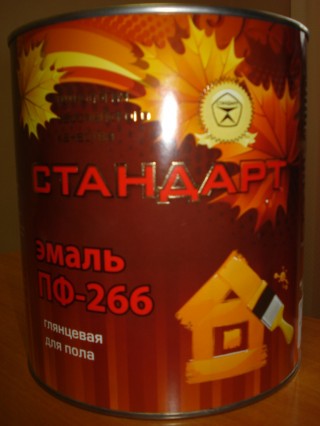 СТАНДАРТ
эмаль
ПФ-266
глянцевая
для пола